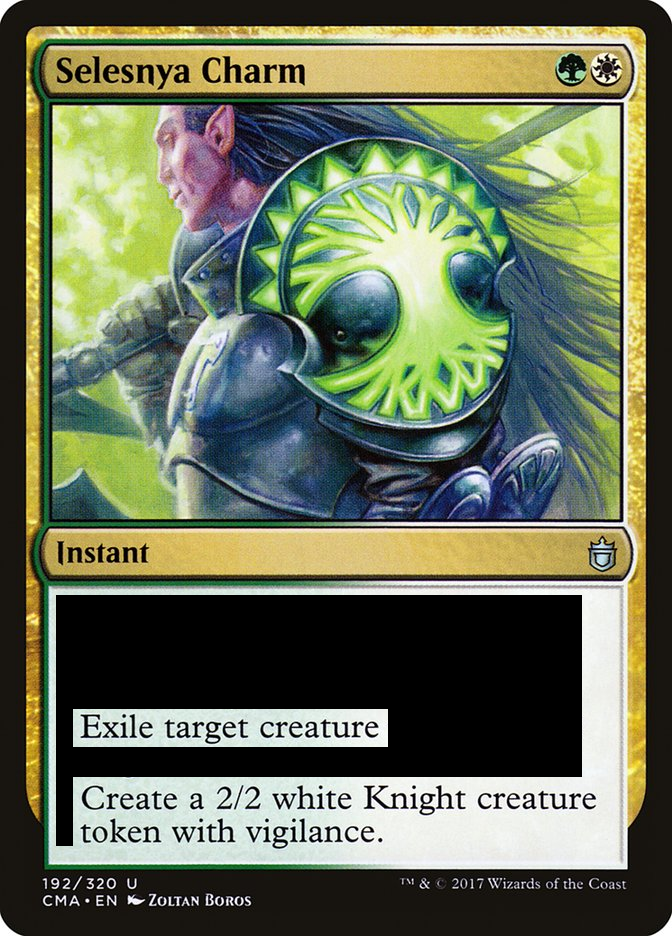 Selesnya Charm
Instant
Exile target creature
Create a 2/2 white Knight creature
token with vigilance.
192/320 U
™ & © 2017 Wizards of the Coast
CMA • EN Zoltan Boros